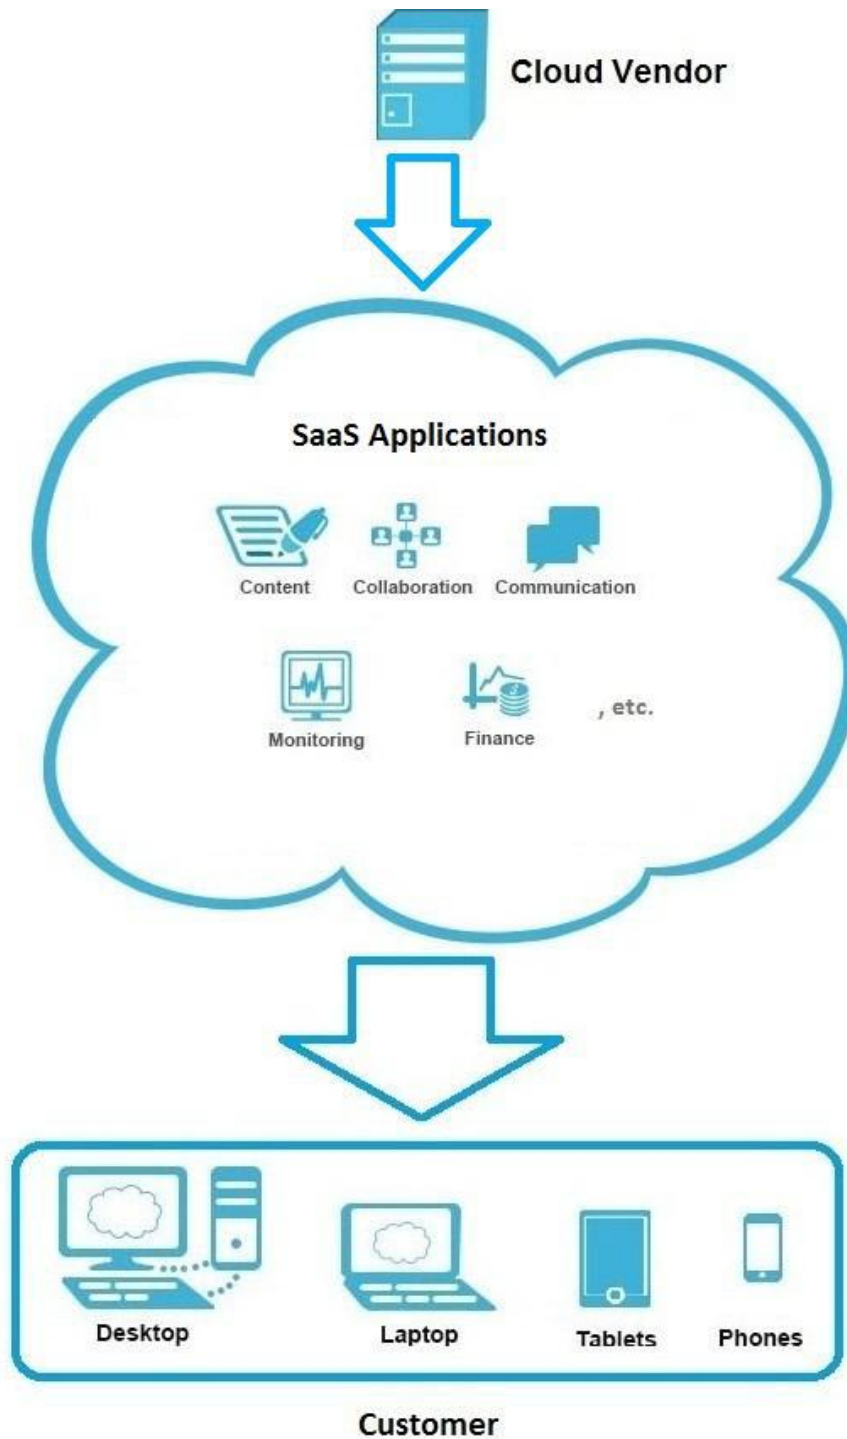 Cloud Vendor
SaaS Applications
Content Collaboration Communication
Monitoring Finance , etc.
Desktop Laptop Tablets Phones
Customer